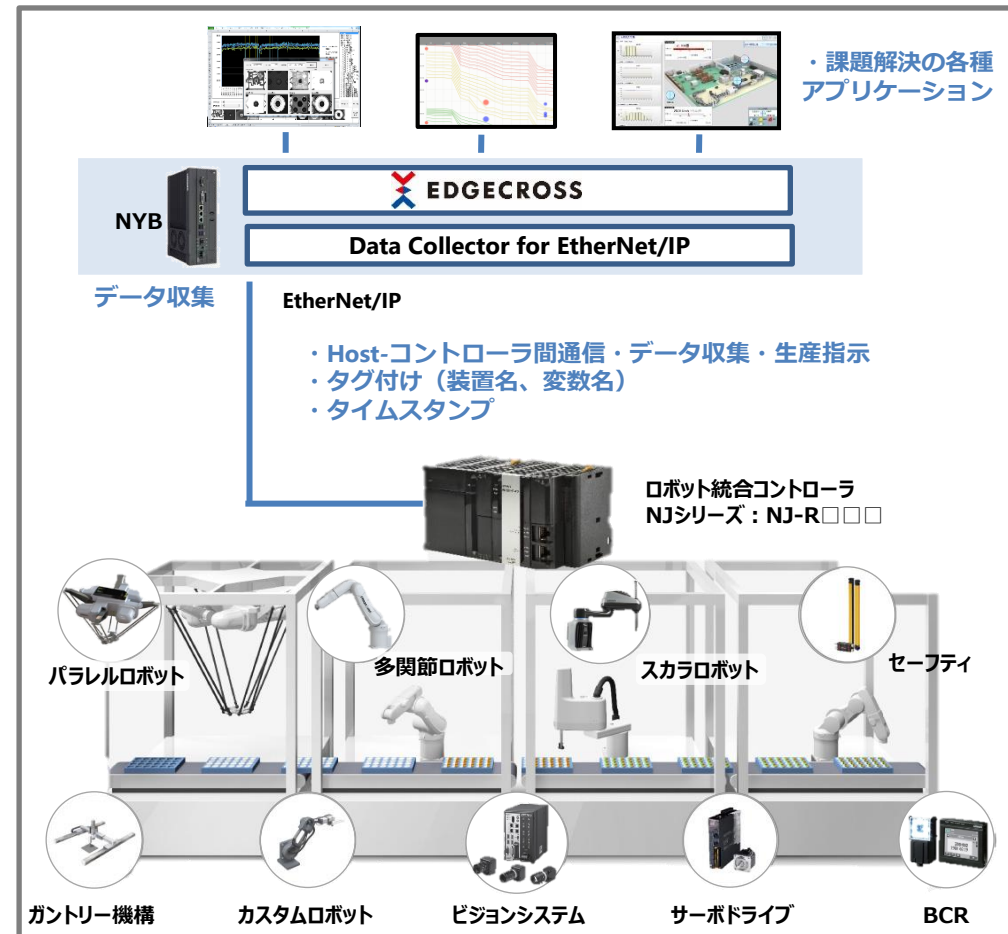 ・課題解決の各種
アプリケーション
EDGECROSS
NYB
Data Collector for EtherNet/IP
データ収集
EtherNet/IP
・Host-コントローラ間通信・データ収集・生産指示
・タグ付け（装置名、変数名）
・タイムスタンプ
ロボット統合コントローラ
NJシリーズ：NJ-R□□□
パラレルロボット
多関節ロボット
スカラロボット
セーフティ
ガントリー機構
カスタムロボット
ビジョンシステム
サーボドライブ
BCR